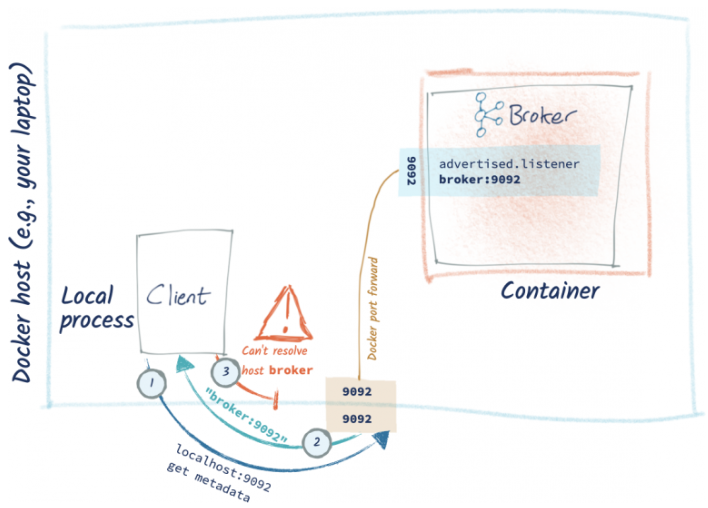 Docker host (e.g., your laptop)
Broker
9092
advertised.listener
broker:9092
Container
Local
process
Client
Docker port forward
Can't resolve
host broker
1
3
2
"broker:9092"
9092
9092
localhost:9092
get metadata